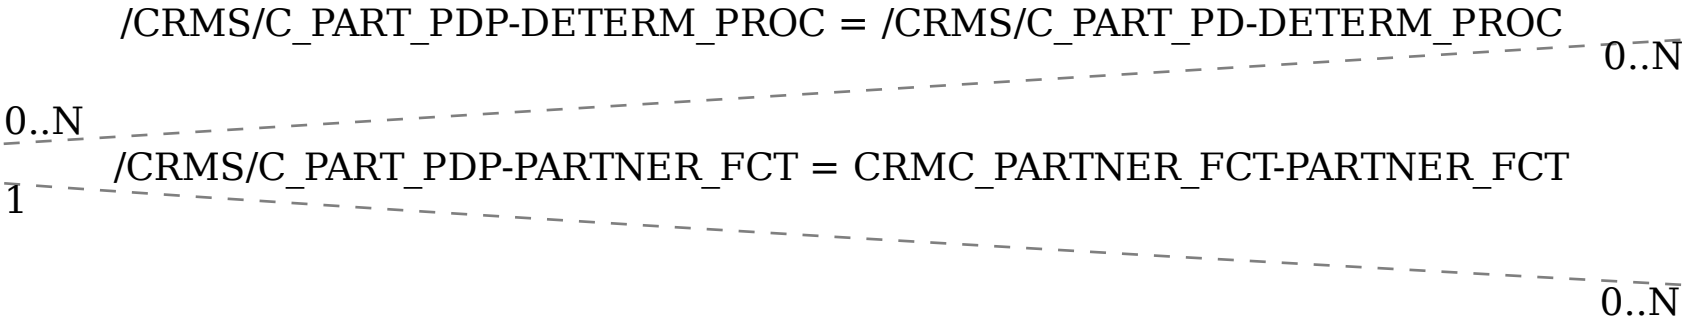 /CRMS/C_PART_PDP-DETERM_PROC = /CRMS/C_PART_PD-DETERM_PROC
0..N
0..N
/CRMS/C_PART_PDP-PARTNER_FCT = CRMC_PARTNER_FCT-PARTNER_FCT
1
0..N